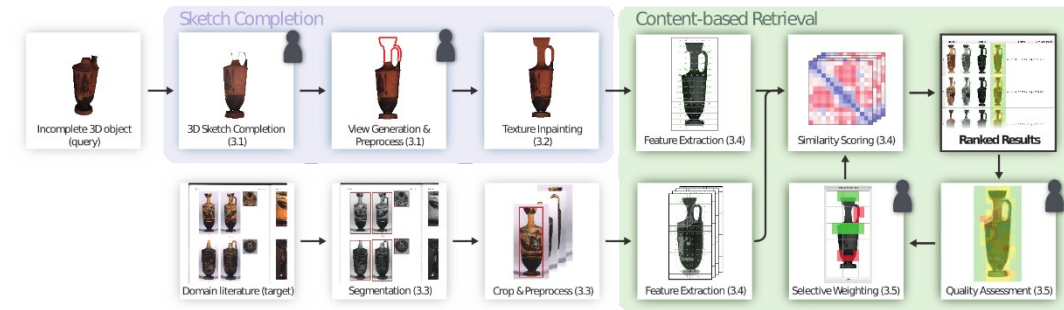 Sketch Completion
Content-based Retrieval
Incomplete 3D object
(query)
3D Sketch Completion
(3.1)
View Generation &
Preprocess (3.1)
Texture Inpainting
(3.2)
Feature Extraction (3.4)
Similarity Scoring (3.4)
Ranked Results
Domain literature (target)
Segmentation (3.3)
Crop & Preprocess (3.3)
Feature Extraction (3.4)
Selective Weighting (3.5)
Quality Assessment (3.5)